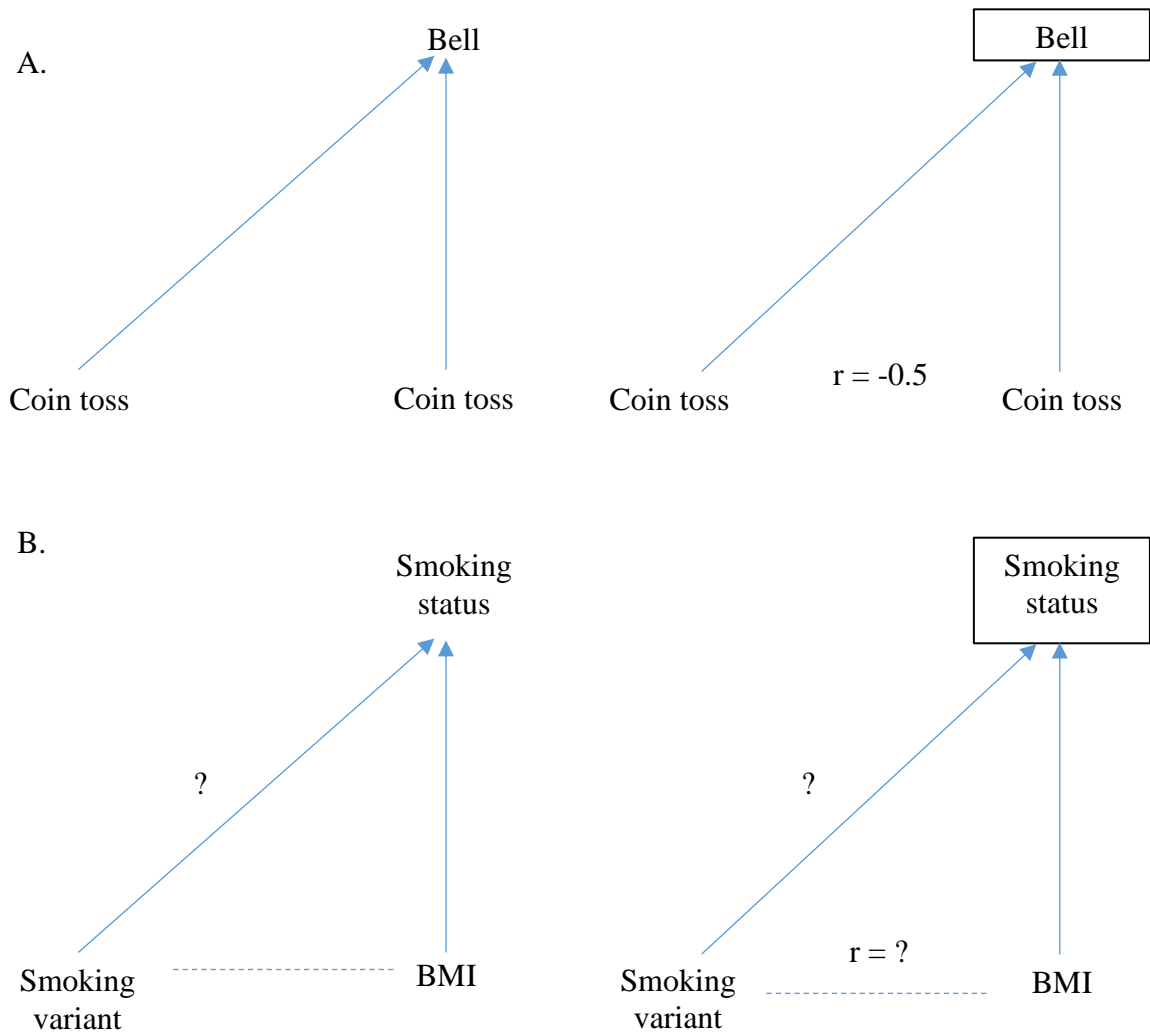 A.
Bell
Bell
Coin toss
Coin toss
Coin toss
r = -0.5
Coin toss
B.
Smoking
status
Smoking
status
?
?
Smoking
variant
BMI
Smoking
variant
r = ?
BMI